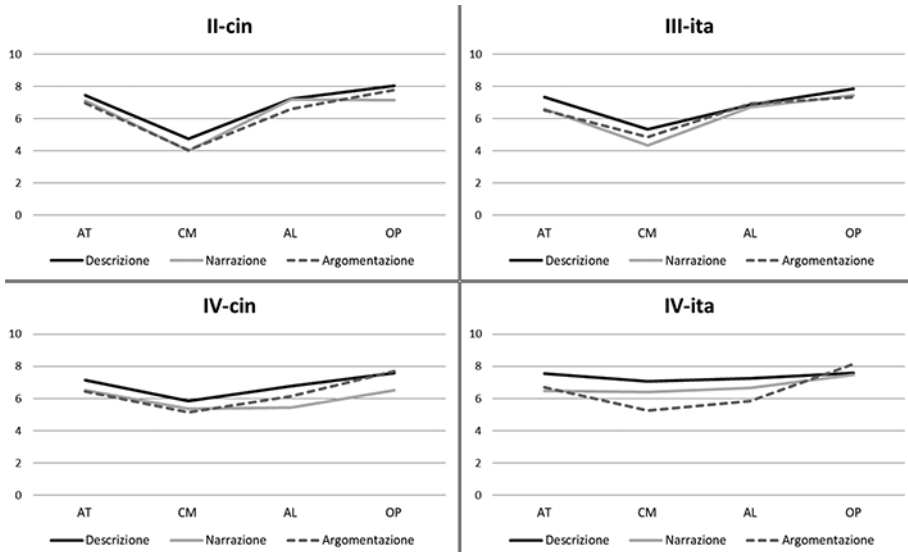 II-cin
10
8
6
4
2
0
AT CM AL OP
Descrizione Narrazione Argomentazione
III-ita
10
8
6
4
2
0
AT CM AL OP
Descrizione Narrazione Argomentazione
IV-cin
10
8
6
4
2
0
AT CM AL OP
Descrizione Narrazione Argomentazione
IV-ita
10
8
6
4
2
0
AT CM AL OP
Descrizione Narrazione Argomentazione